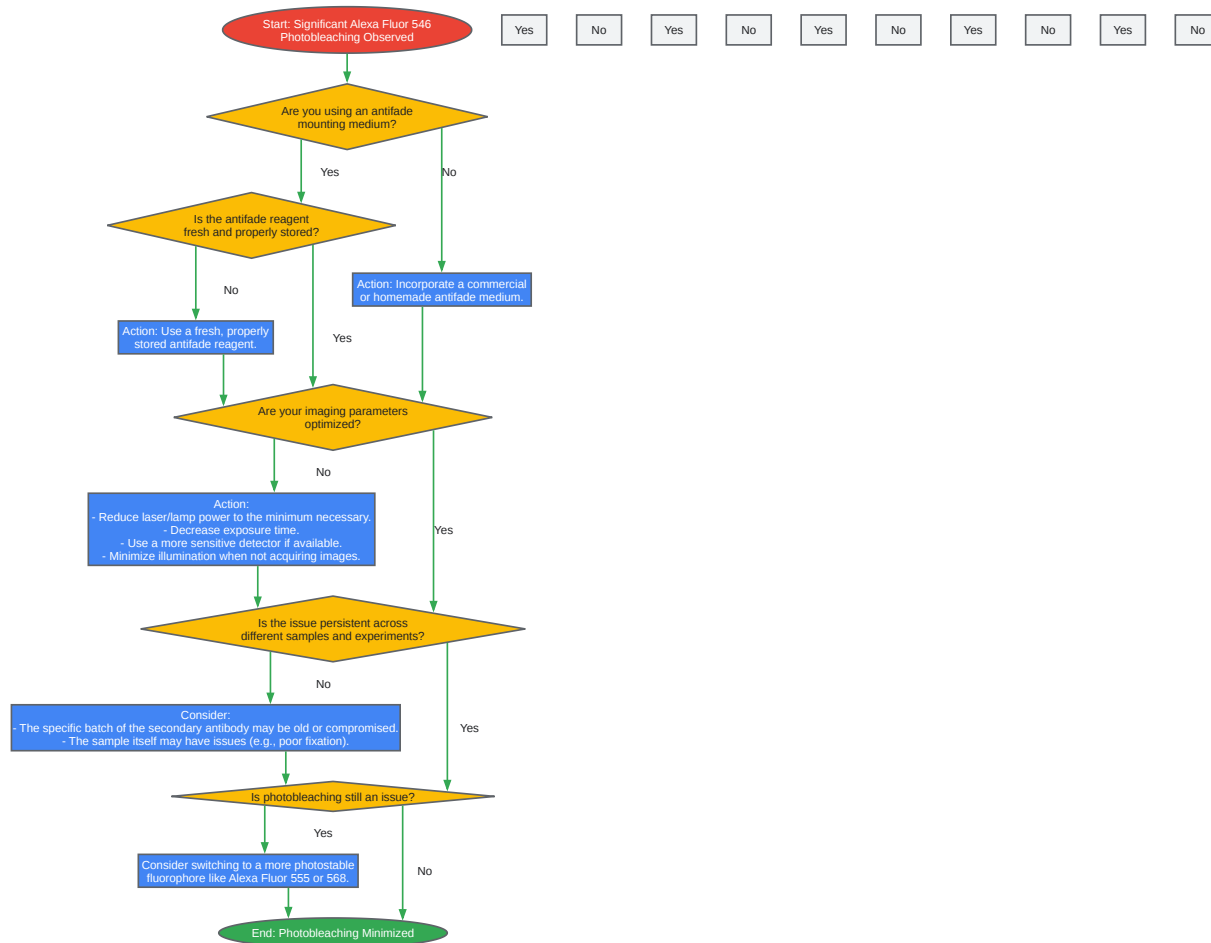 Start: Significant Alexa Fluor 546
Photobleaching Observed
Yes
No
Yes
No
Yes
No
Yes
No
Yes
No
Are you using an antifade
mounting medium?
Yes
No
Is the antifade reagent
fresh and properly stored?
No
Action: Incorporate a commercial
or homemade antifade medium.
Action: Use a fresh, properly
stored antifade reagent.
Yes
Are your imaging parameters
optimized?
No
Action:
- Reduce laser/lamp power to the minimum necessary.
- Decrease exposure time.
- Use a more sensitive detector if available.
- Minimize illumination when not acquiring images.
Yes
Is the issue persistent across
different samples and experiments?
No
Consider:
- The specific batch of the secondary antibody may be old or compromised.
- The sample itself may have issues (e.g., poor fixation).
Yes
Is photobleaching still an issue?
Yes
Consider switching to a more photostable
fluorophore like Alexa Fluor 555 or 568.
No
End: Photobleaching Minimized